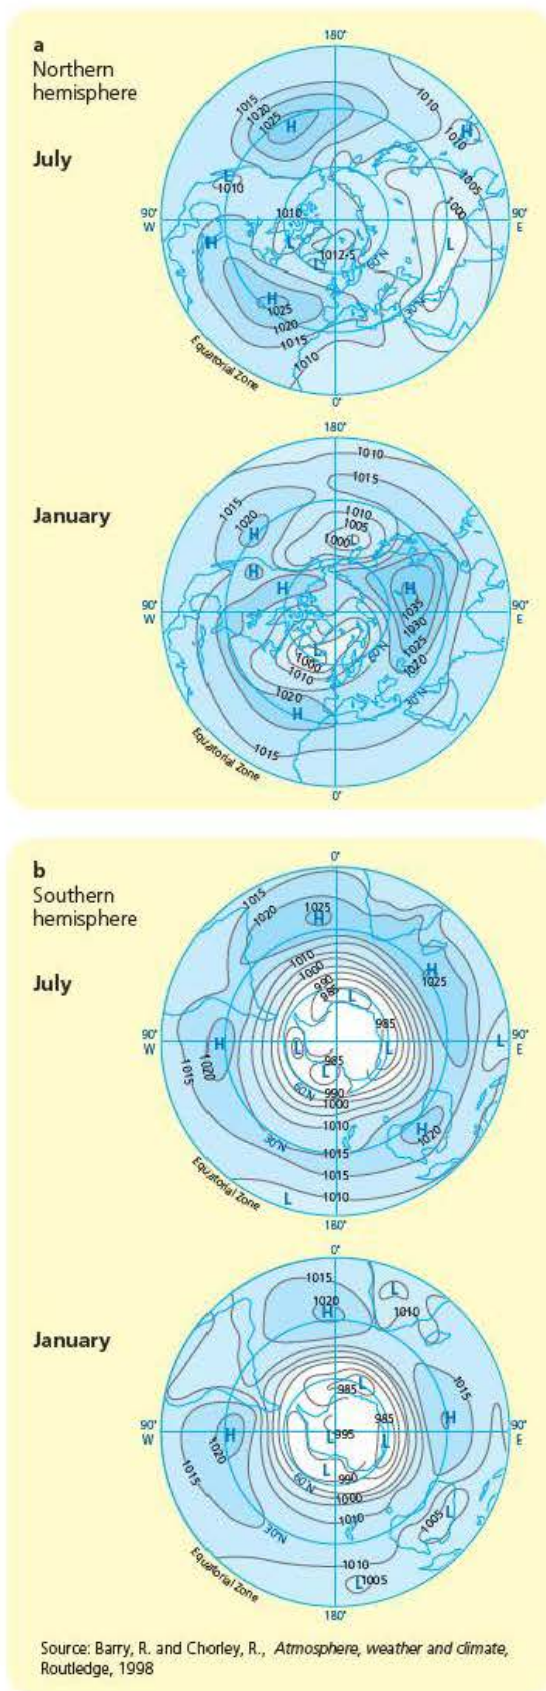 a
Northern
hemisphere
July
180°
1015
1020
1025
H
1010
H
1020
L
1010
1005
1000
90°
W
1010
90°
E
H
L
L
1012·5
L
60°N
H
1025
1020
1015
1010
30°N
Equatorial Zone
0°
January
180°
1010
1015
1015
1020
H
1010
1005
1000
L
H
H
H
90°
W
1035
1030
1025
1020
90°
E
L
1000
1010
60°N
1020
H
30°N
1015
Equatorial Zone
0°
b
Southern
hemisphere
July
0°
1015
1020
1025
H
1010
1000
990
985
H
1025
L
985
90°
W
H
L
L
L
90°
E
1015
1020
985
L
990
1000
60°N
1010
H
1020
30°N
1015
1015
1010
L
Equatorial Zone
180°
January
0°
1015
1020
H
L
1010
985
L
1015
H
985
90°
W
H
L
995
L
90°
E
1020
1015
L
990
60°N
1000
1010
L
1005
30°N
1010
L
1005
Equatorial Zone
180°
Source: Barry, R. and Chorley, R., Atmosphere, weather and climate,
Routledge, 1998